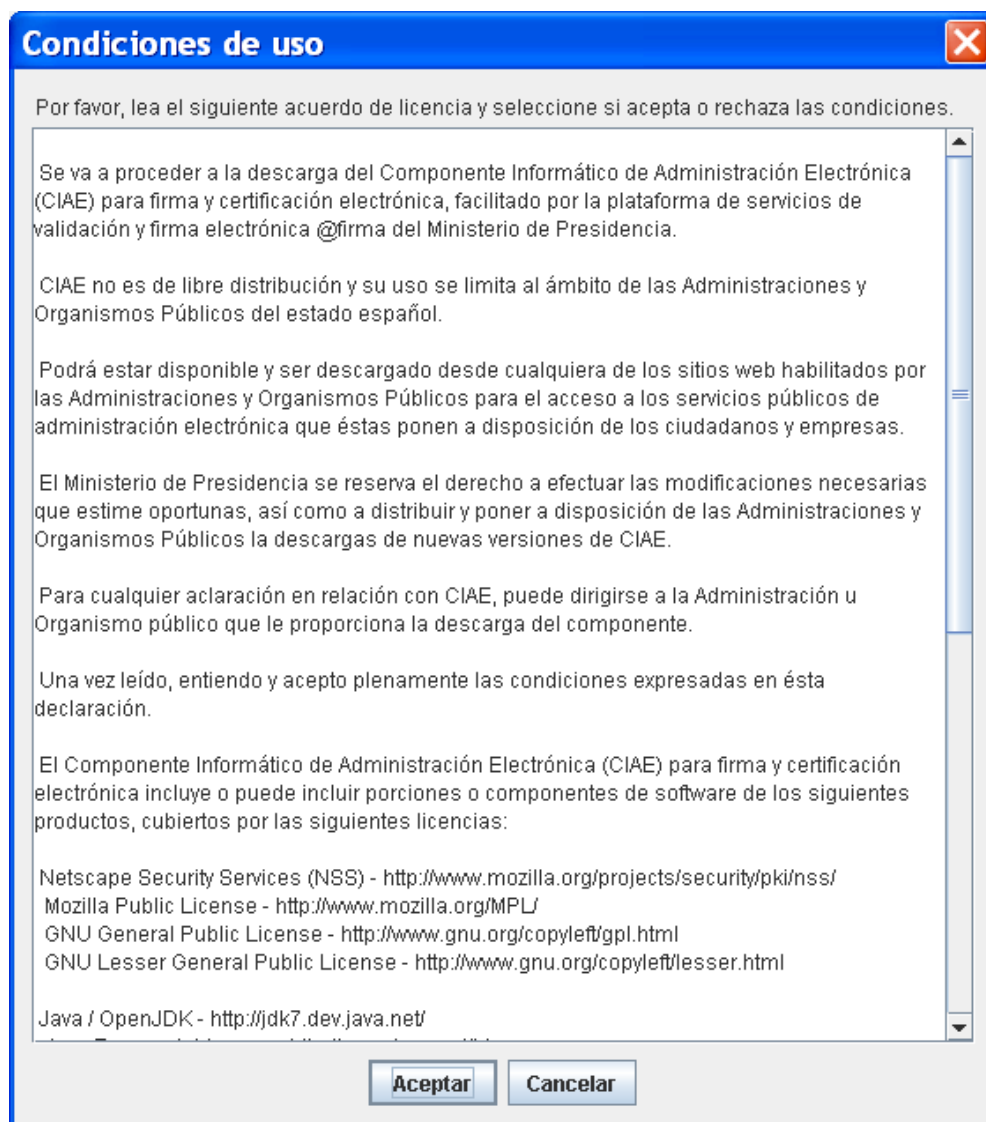 Condiciones de uso
Por favor, lea el siguiente acuerdo de licencia y seleccione si acepta o rechaza las condiciones.
Se va a proceder a la descarga del Componente Informático de Administración Electrónica
(CIAE) para firma y certificación electrónica, facilitado por la plataforma de servicios de
validación y firma electrónica @firma del Ministerio de Presidencia.
CIAE no es de libre distribución y su uso se limita al ámbito de las Administraciones y
Organismos Públicos del estado español.
Podrá estar disponible y ser descargado desde cualquiera de los sitios web habilitados por
las Administraciones y Organismos Públicos para el acceso a los servicios públicos de
administración electrónica que éstas ponen a disposición de los ciudadanos y empresas.
El Ministerio de Presidencia se reserva el derecho a efectuar las modificaciones necesarias
que estime oportunas, así como a distribuir y poner a disposición de las Administraciones y
Organismos Públicos la descargas de nuevas versiones de CIAE.
Para cualquier aclaración en relación con CIAE, puede dirigirse a la Administración u
Organismo público que le proporciona la descarga del componente.
Una vez leído, entiendo y acepto plenamente las condiciones expresadas en ésta
declaración.
El Componente Informático de Administración Electrónica (CIAE) para firma y certificación
electrónica incluye o puede incluir porciones o componentes de software de los siguientes
productos, cubiertos por las siguientes licencias:
Netscape Security Services (NSS) - http://www.mozilla.org/projects/security/pki/nss/
Mozilla Public License - http://www.mozilla.org/MPL/
GNU General Public License - http://www.gnu.org/copyleft/gpl.html
GNU Lesser General Public License - http://www.gnu.org/copyleft/lesser.html
Java / OpenJDK - http://jdk7.dev.java.net/
Aceptar Cancelar